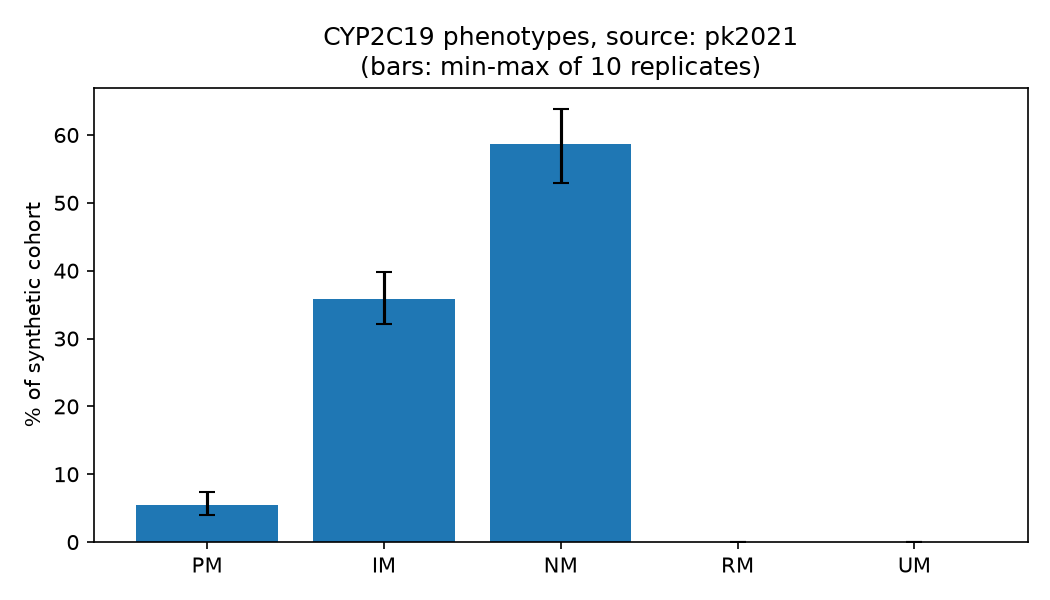 CYP2C19 phenotypes, source: pk2021
(bars: min-max of 10 replicates)
% of synthetic cohort
60
50
40
30
20
10
0
PM
IM
NM
RM
UM